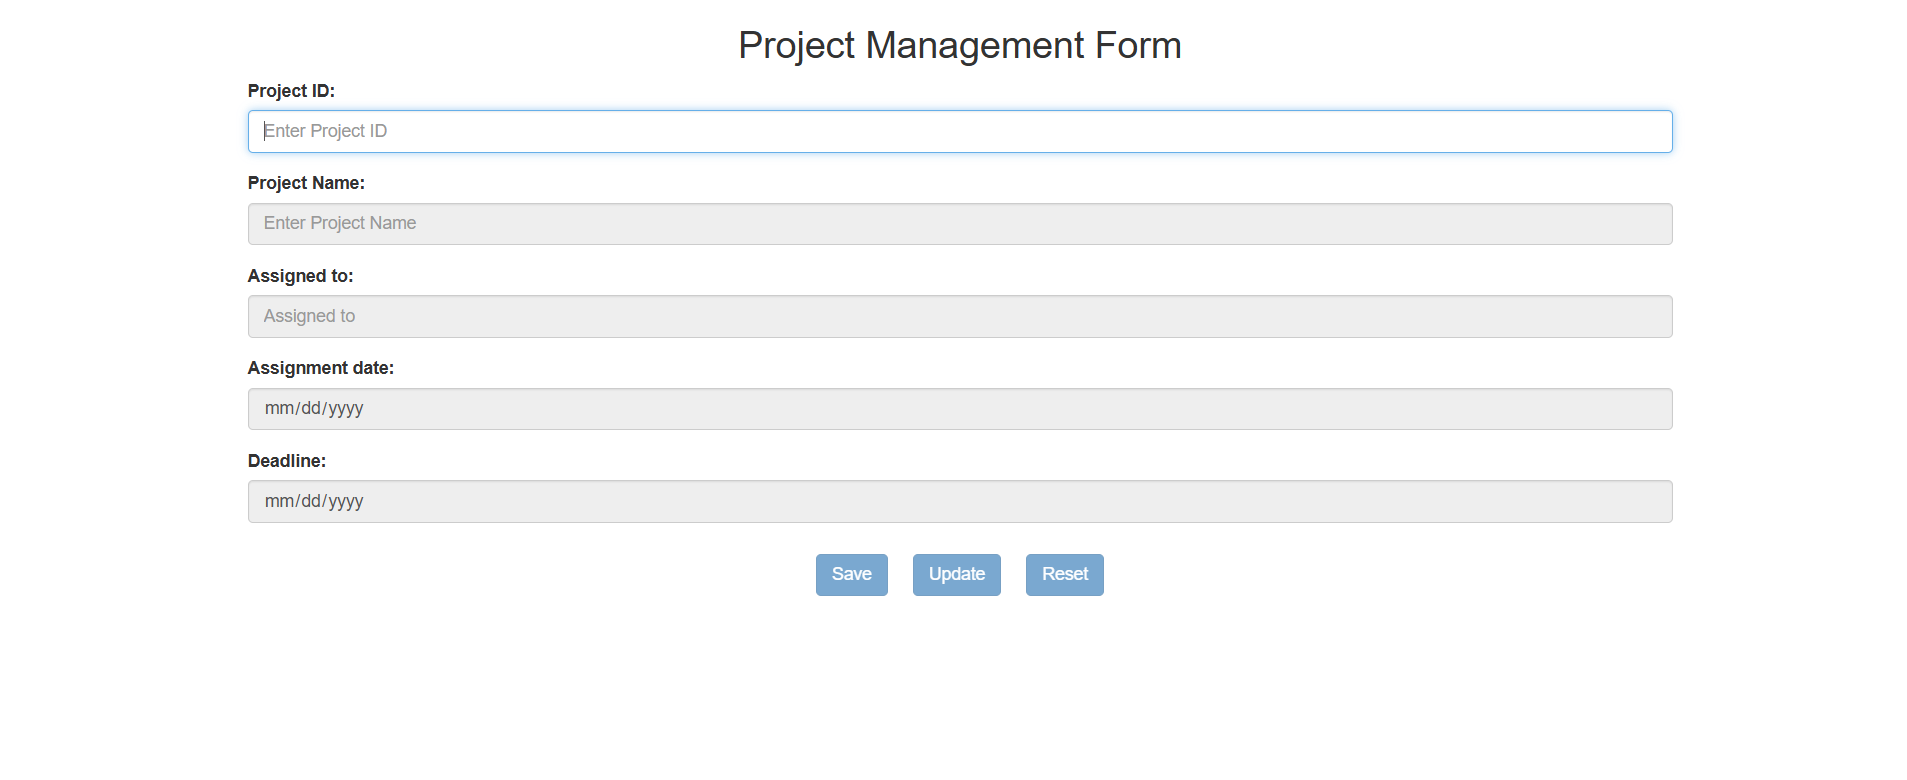 Project Management Form
Project ID:
Enter Project ID
Project Name:
Enter Project Name
Assigned to:
Assigned to
Assignment date:
mm/dd/yyyy
Deadline:
mm/dd/yyyy
Save Update Reset